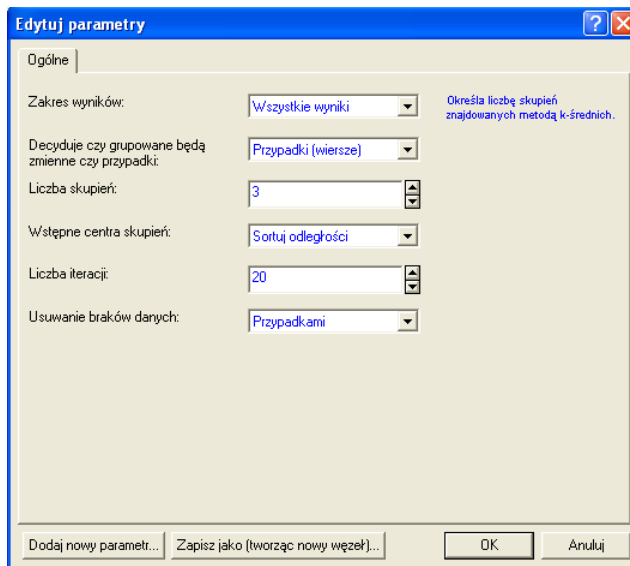 Edytuj parametry
Ogólne
Zakres wyników:
Wszystkie wyniki
Określa liczbę skupień
znajdowanych metodą k-średnich.
Decyduje czy grupowane będą
zmienne czy przypadki:
Przypadki (wiersze)
Liczba skupień:
3
Wstępne centra skupień:
Sortuj odległości
Liczba iteracji:
20
Usuwanie braków danych:
Przypadkami
Dodaj nowy parametr...
Zapisz jako (tworząc nowy węzeł)...
OK
Anuluj